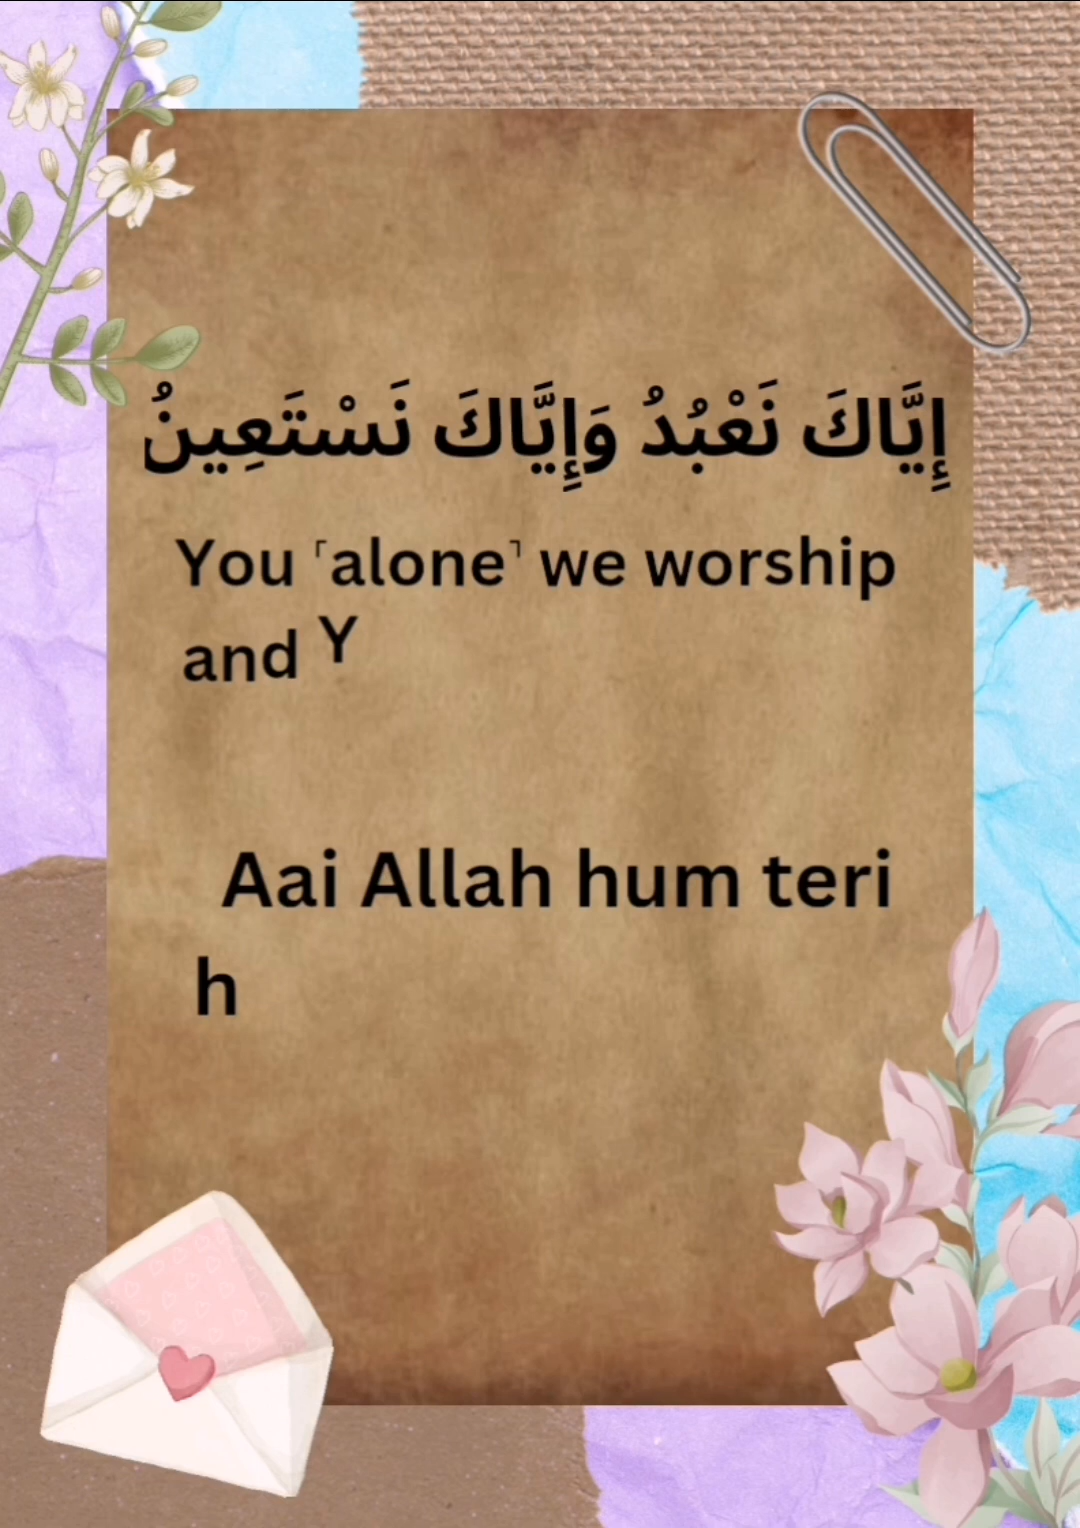 إِيَّاكَ نَعْبُدُ وَإِيَّاكَ نَسْتَعِينُ
You ⸢alone⸣ we worship
and Y
Aai Allah hum teri
h